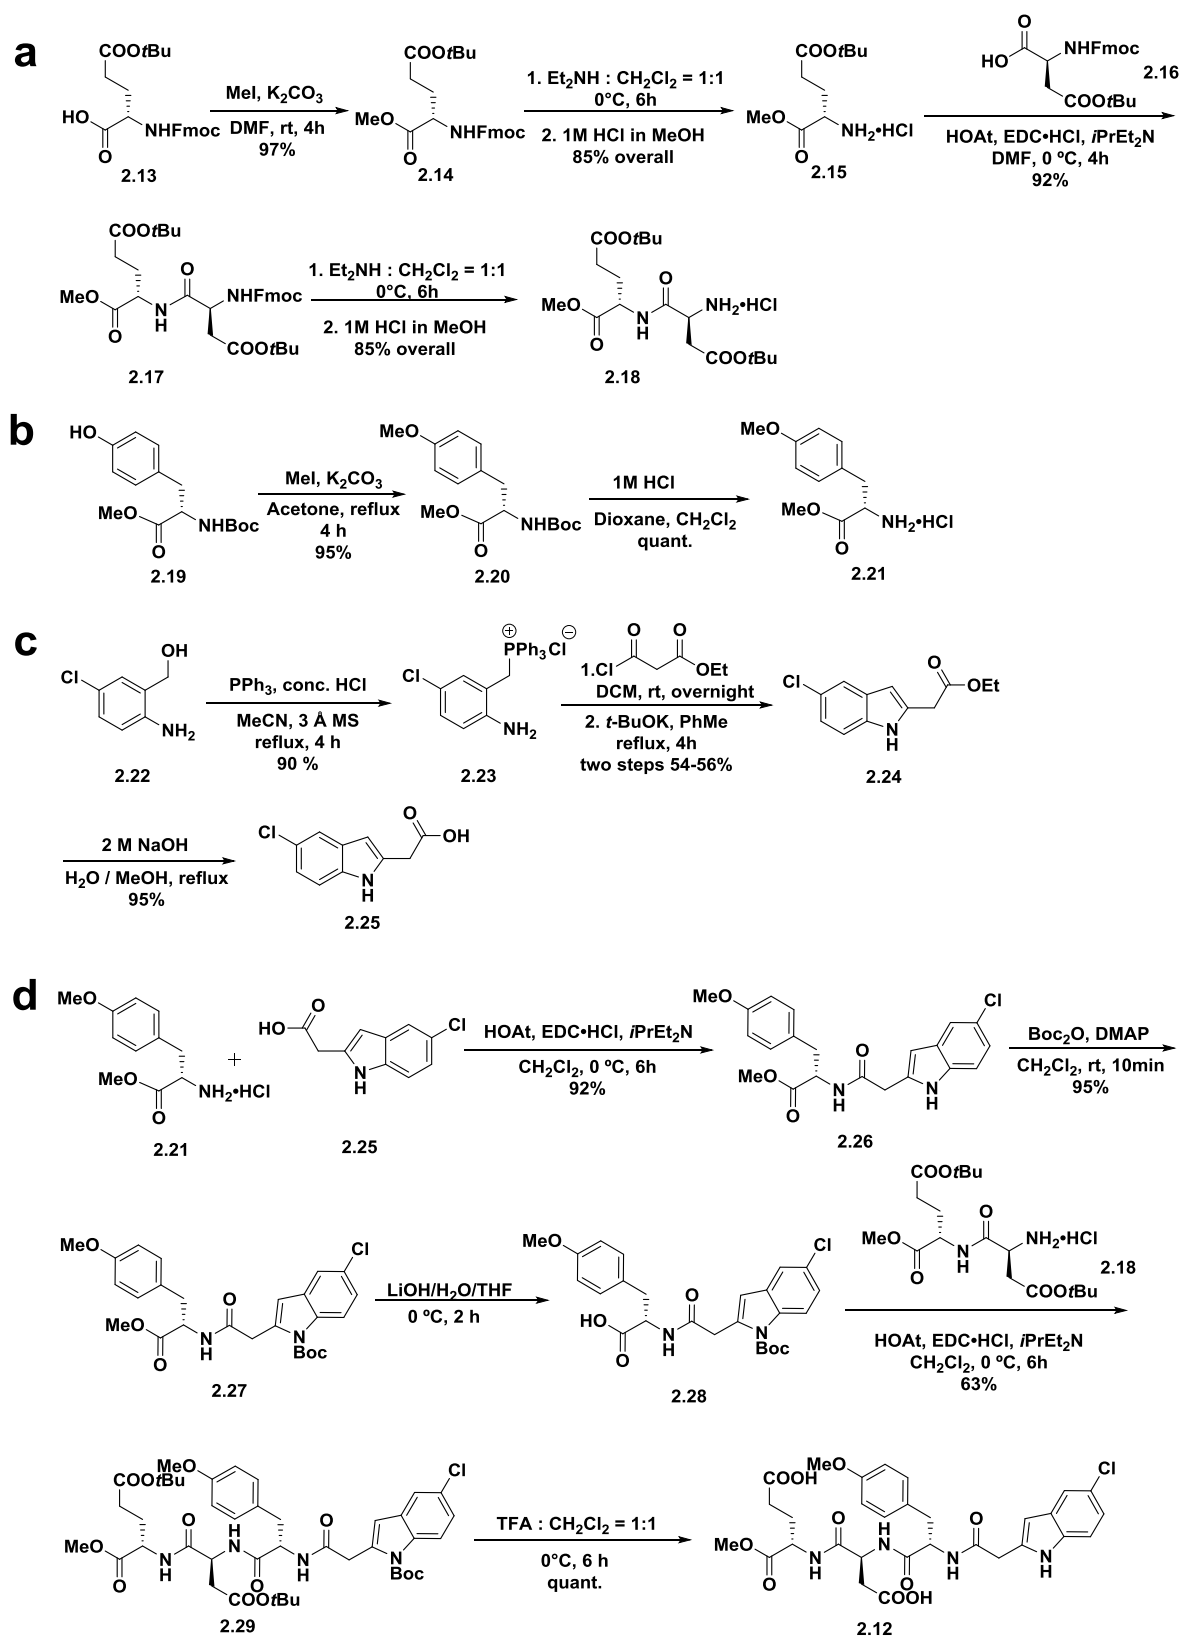 a
COOtBu
HO
O
NHFmoc
2.13
MeI, K2CO3
DMF, rt, 4h
97%
COOtBu
MeO
O
NHFmoc
2.14
1. Et2NH : CH2Cl2 = 1:1
0°C, 6h
2. 1M HCl in MeOH
85% overall
COOtBu
MeO
O
NH2•HCl
2.15
O
HO
NHFmoc
2.16
COOtBu
HOAt, EDC•HCl, iPrEt2N
DMF, 0 ºC, 4h
92%
COOtBu
MeO
O
N
H
O
NHFmoc
COOtBu
2.17
1. Et2NH : CH2Cl2 = 1:1
0°C, 6h
2. 1M HCl in MeOH
85% overall
COOtBu
MeO
O
N
H
O
NH2•HCl
COOtBu
2.18
b
HO
MeO
O
NHBoc
2.19
MeI, K2CO3
Acetone, reflux
4 h
95%
MeO
MeO
O
NHBoc
2.20
1M HCl
Dioxane, CH2Cl2
quant.
MeO
MeO
O
NH2•HCl
2.21
c
OH
Cl
NH2
2.22
PPh3, conc. HCl
MeCN, 3 Å MS
reflux, 4 h
90 %
⊕
⊖
PPh3Cl
Cl
NH2
2.23
O
O
1.Cl
OEt
DCM, rt, overnight
2. t-BuOK, PhMe
reflux, 4h
two steps 54-56%
Cl
N
H
O
OEt
2.24
2 M NaOH
H2O / MeOH, reflux
95%
Cl
N
H
O
OH
2.25
d
MeO
MeO
O
NH2•HCl
2.21
+
O
HO
N
H
Cl
2.25
HOAt, EDC•HCl, iPrEt2N
CH2Cl2, 0 ºC, 6h
92%
MeO
MeO
O
N
H
O
N
H
Cl
2.26
Boc2O, DMAP
CH2Cl2, rt, 10min
95%
MeO
MeO
O
N
H
O
N
Boc
Cl
2.27
LiOH/H2O/THF
0 ºC, 2 h
MeO
HO
O
N
H
O
N
Boc
Cl
2.28
COOtBu
MeO
O
N
H
O
NH2•HCl
2.18
COOtBu
HOAt, EDC•HCl, iPrEt2N
CH2Cl2, 0 ºC, 6h
63%
COOtBu
MeO
MeO
O
N
H
O
H
N
O
COOtBu
N
H
O
N
Boc
Cl
2.29
TFA : CH2Cl2 = 1:1
0°C, 6 h
quant.
COOH
MeO
MeO
O
N
H
O
H
N
O
COOH
N
H
O
N
H
Cl
2.12